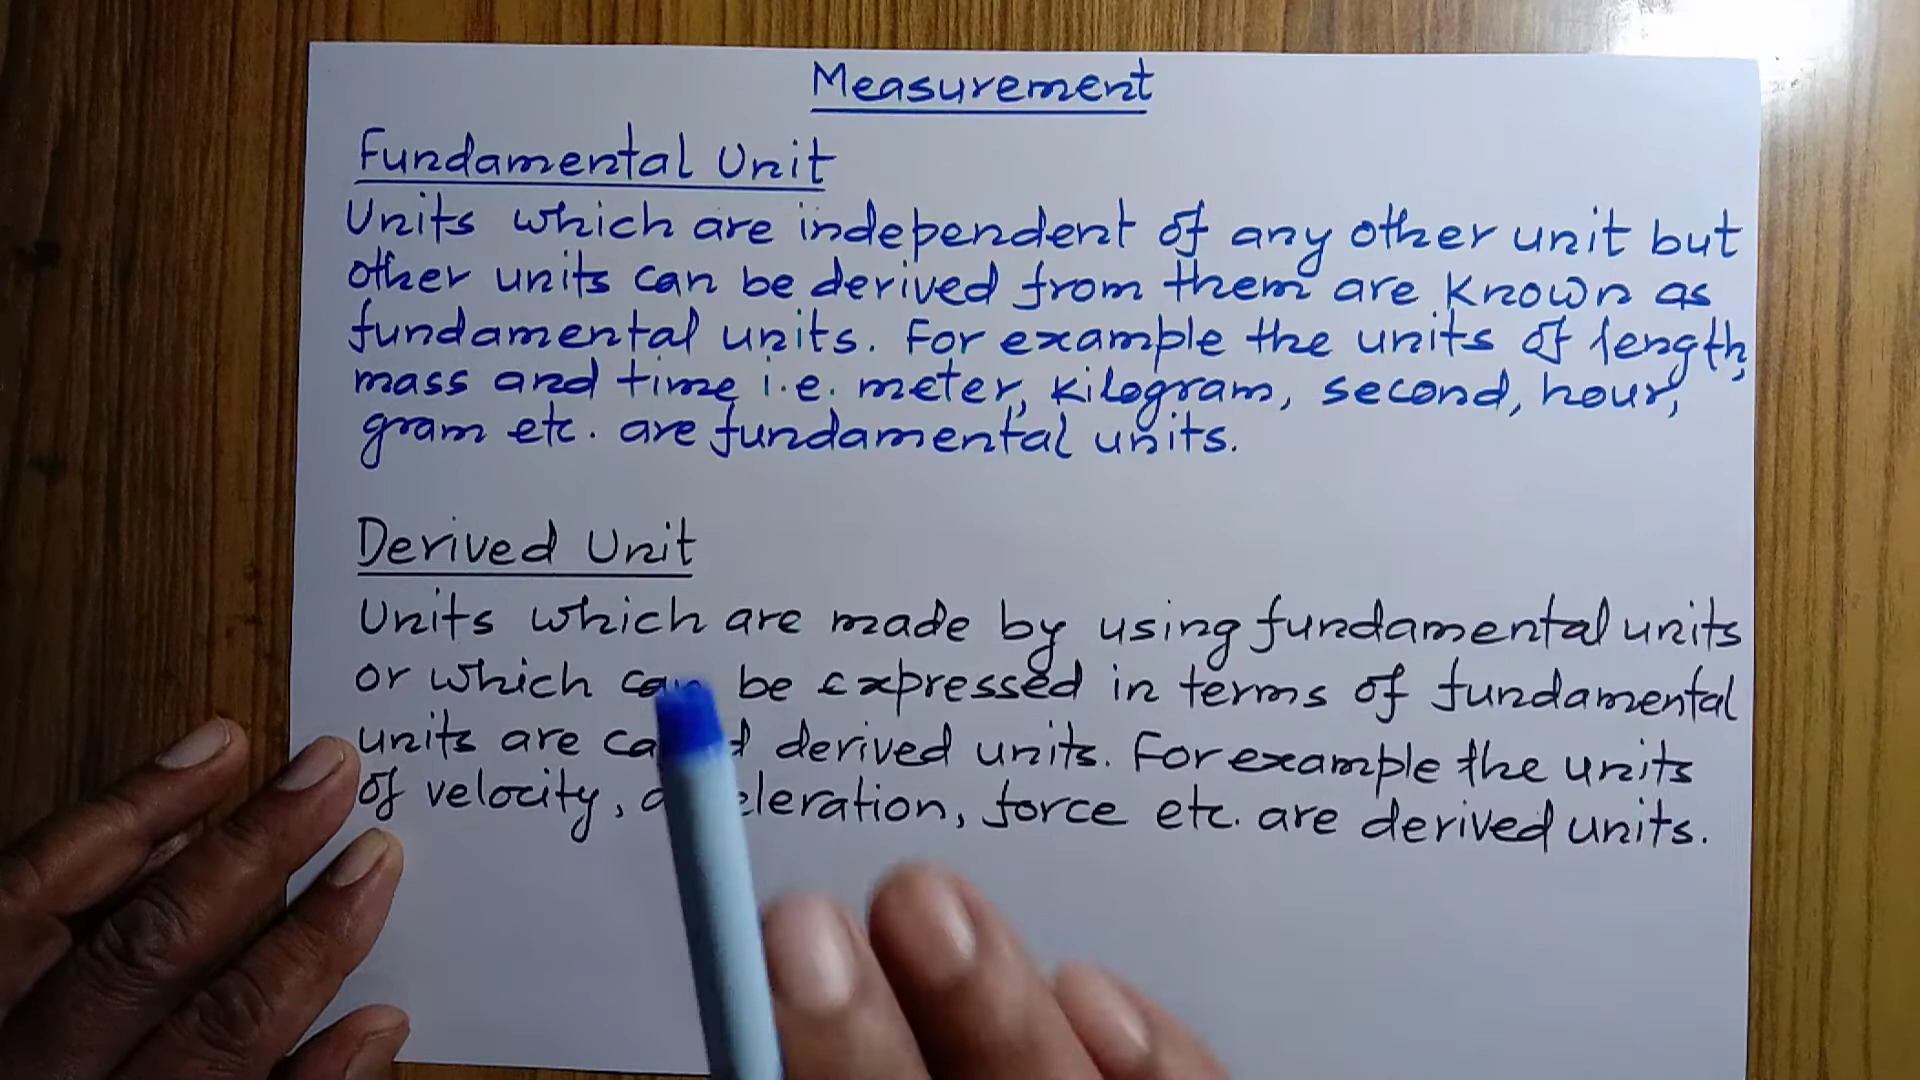 Measurement
Fundamental Unit
Units which are independent of any other unit but
other units can be derived from them are known as
fundamental units. For example the units of length,
mass and time i.e. meter, kilogram, second, hour,
gram etc. are fundamental units.
Derived Unit
Units which are made by using fundamental units
or which can be expressed in terms of fundamental
units are derived units. For example the units
of velocity, force etc. are derived units.